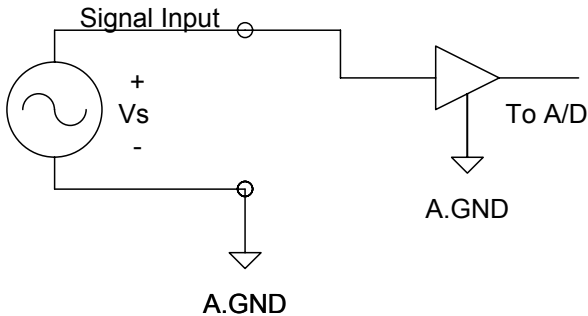 Signal Input
+
Vs
-
To A/D
A.GND
A.GND